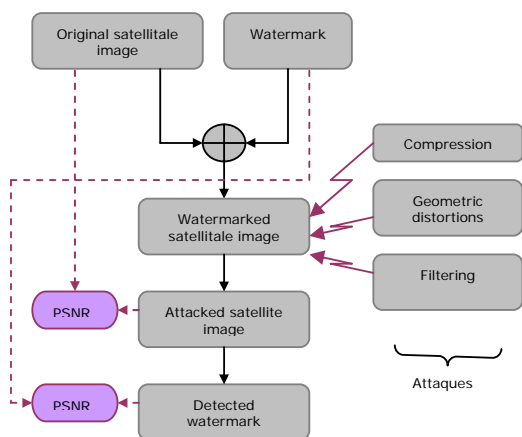 Original satellitale
image
Watermark
Compression
Geometric
distortions
Watermarked
satellitale image
Filtering
PSNR
Attacked satellite
image
Attaques
PSNR
Detected
watermark